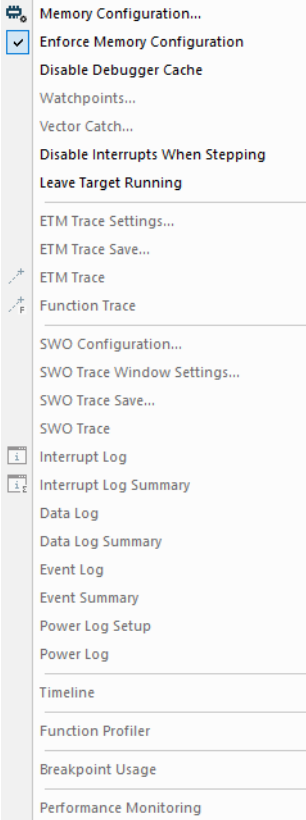 Memory Configuration...
Enforce Memory Configuration
Disable Debugger Cache
Watchpoints...
Vector Catch...
Disable Interrupts When Stepping
Leave Target Running
ETM Trace Settings...
ETM Trace Save...
ETM Trace
Function Trace
SWO Configuration...
SWO Trace Window Settings...
SWO Trace Save...
SWO Trace
Interrupt Log
Interrupt Log Summary
Data Log
Data Log Summary
Event Log
Event Summary
Power Log Setup
Power Log
Timeline
Function Profiler
Breakpoint Usage
Performance Monitoring